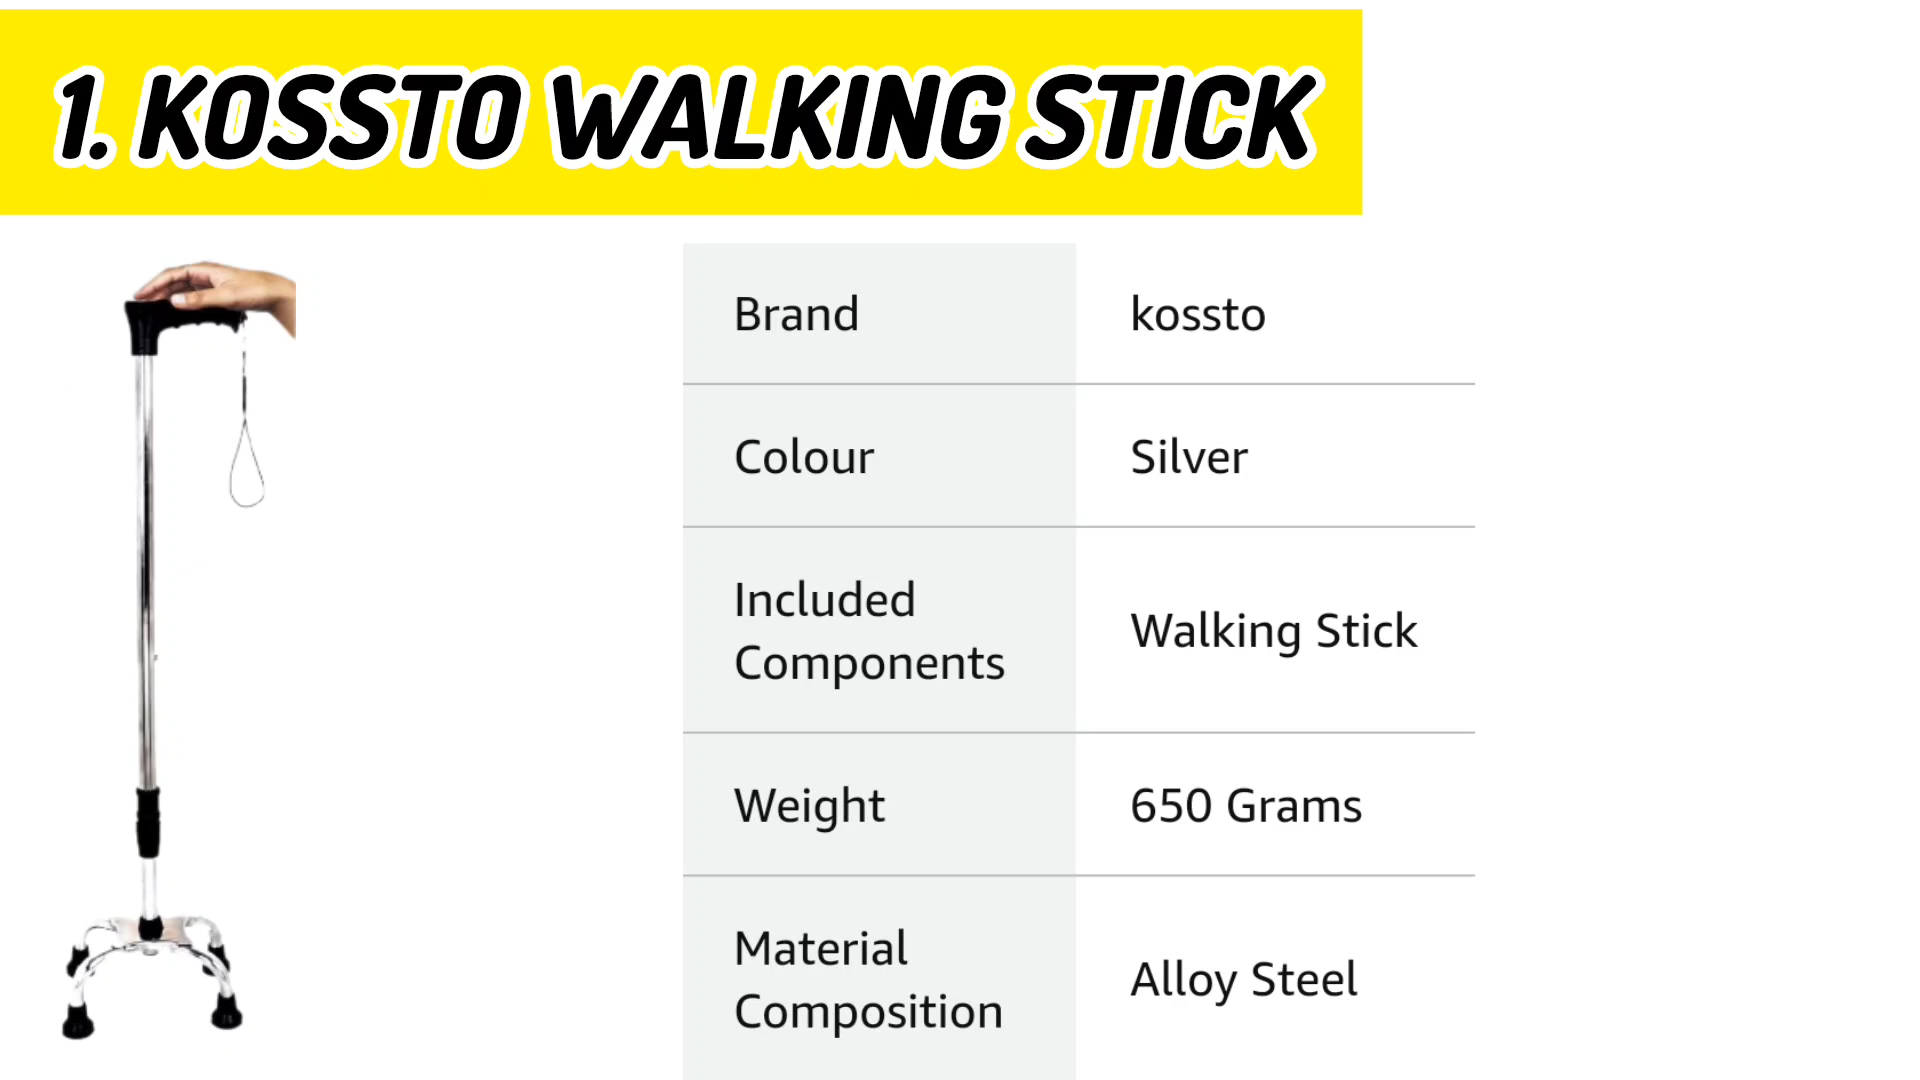 1. KOSSTO WALKING STICK
Brand kossto
Colour Silver
Included
Components
Walking Stick
Weight 650 Grams
Material
Composition
Alloy Steel